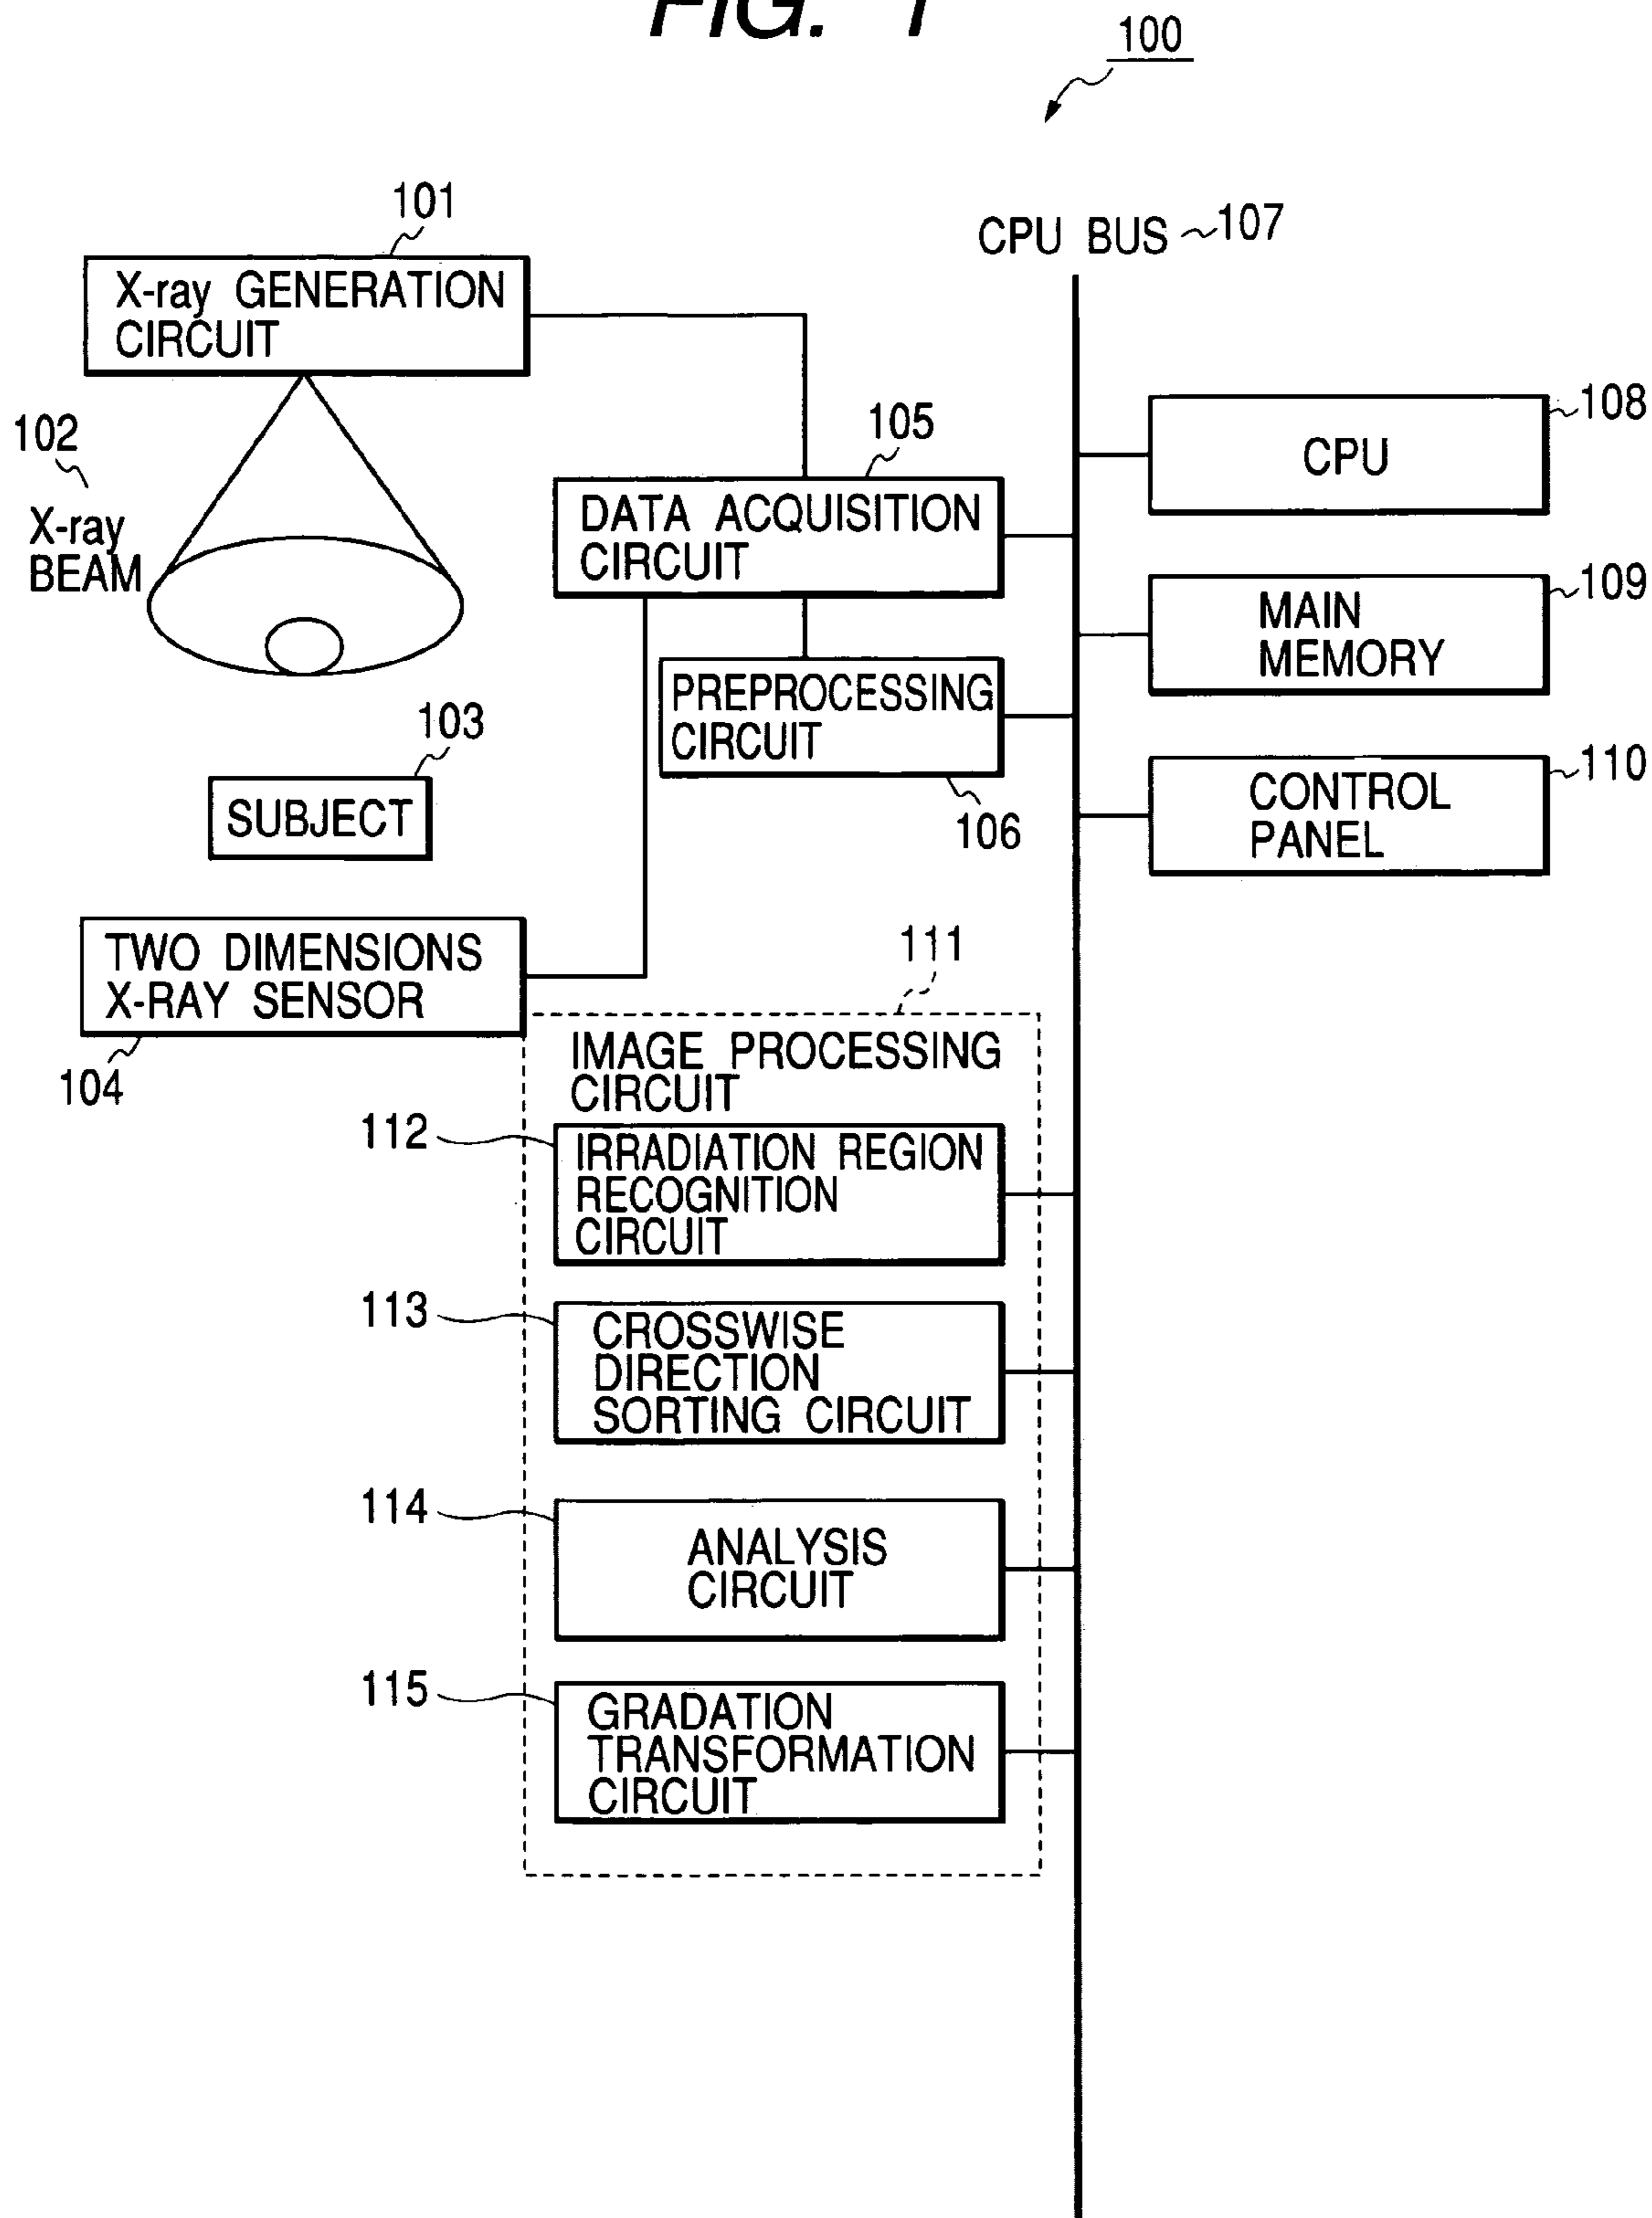 FIG. 1
100
101
X-ray GENERATION
CIRCUIT
CPU BUS 107
102
X-ray
BEAM
105
DATA ACQUISITION
CIRCUIT
108
CPU
109
MAIN
MEMORY
PREPROCESSING
CIRCUIT
106
103
SUBJECT
110
CONTROL
PANEL
TWO DIMENSIONS
X-RAY SENSOR
104
111
IMAGE PROCESSING
CIRCUIT
112
IRRADIATION REGION
RECOGNITION
CIRCUIT
113
CROSSWISE
DIRECTION
SORTING CIRCUIT
114
ANALYSIS
CIRCUIT
115
GRADATION
TRANSFORMATION
CIRCUIT